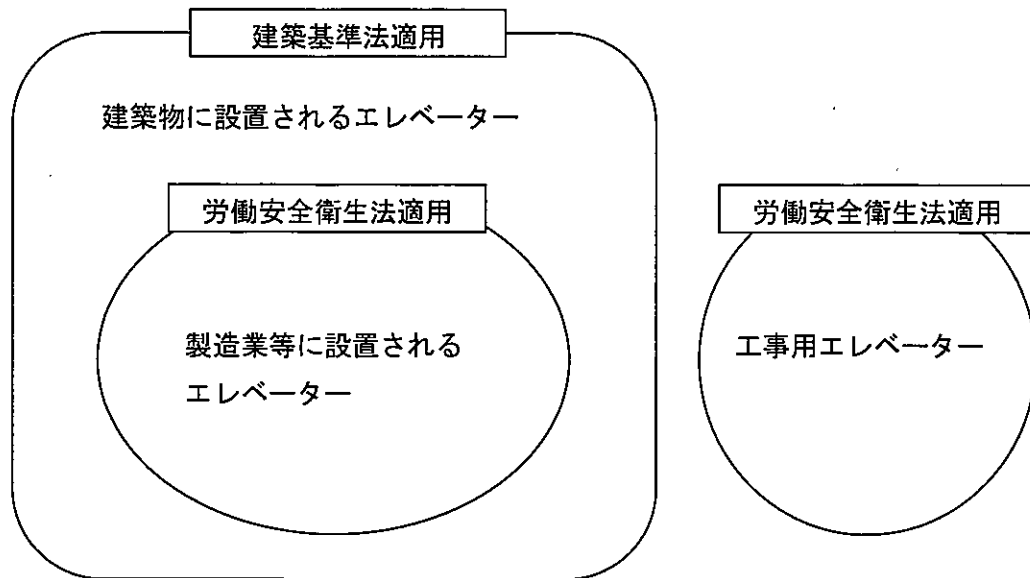 建築基準法適用
建築物に設置されるエレベーター
労働安全衛生法適用
製造業等に設置される
エレベーター
労働安全衛生法適用
工事用エレベーター